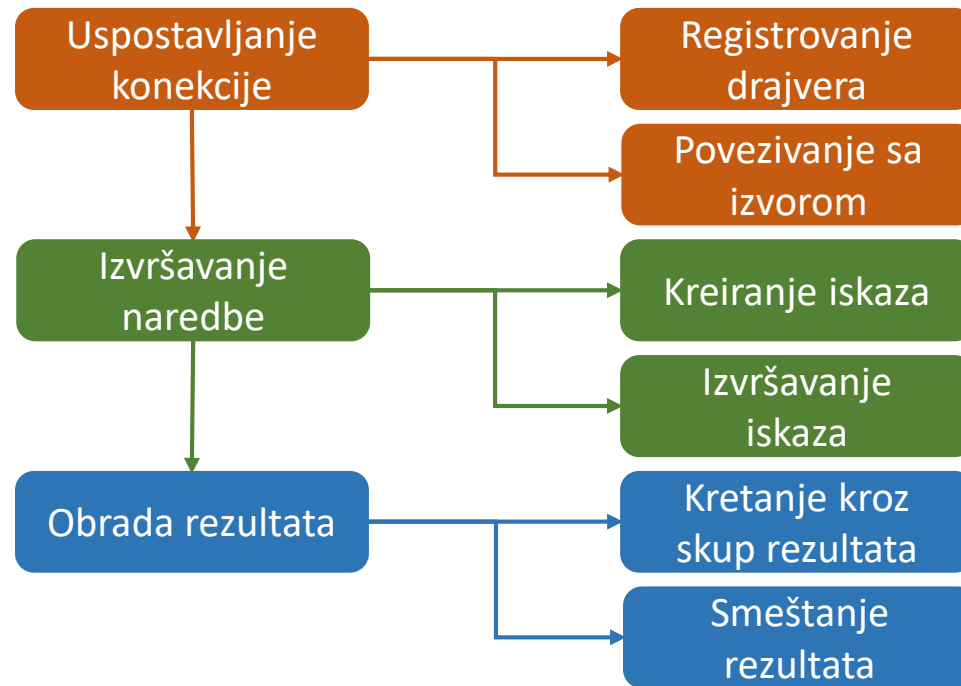 Uspostavljanje
konekcije
Registrovanje
drajvera
Povezivanje sa
izvorom
Izvršavanje
naredbe
Kreiranje iskaza
Izvršavanje
iskaza
Obrada rezultata
Kretanje kroz
skup rezultata
Smeštanje
rezultata